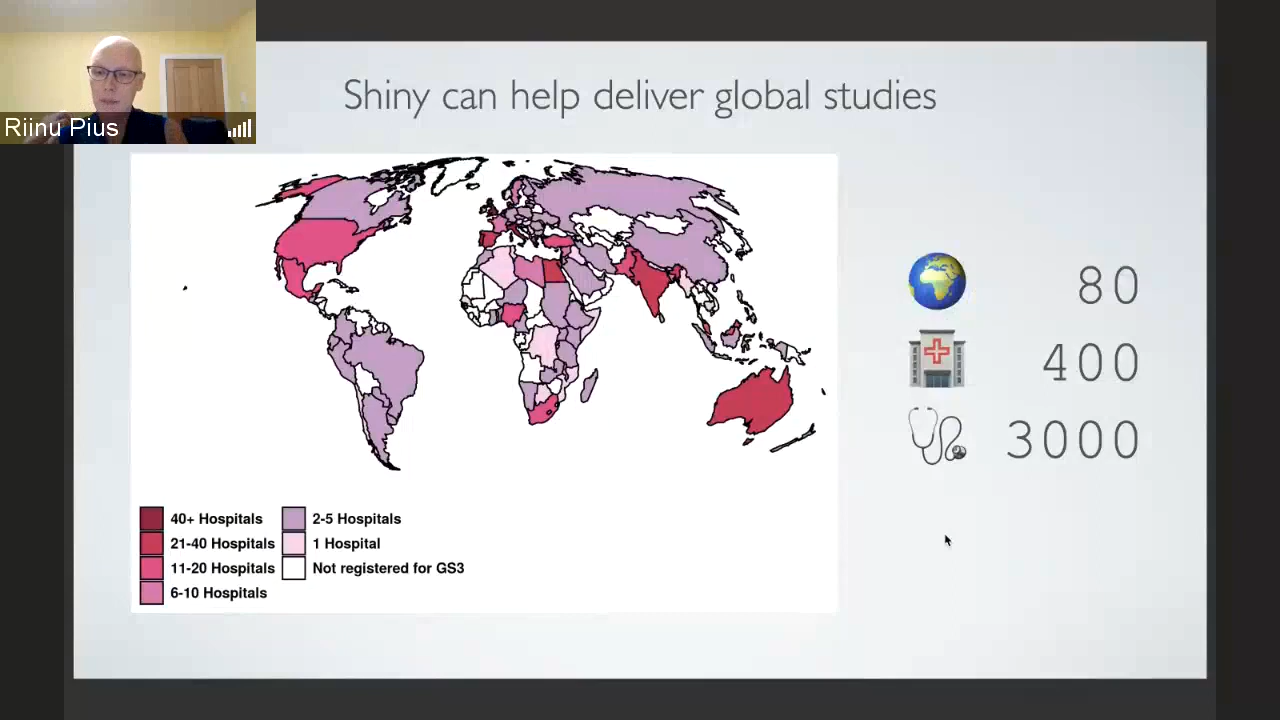 Shiny can help deliver global studies
Riinu Pius
80
400
3000
40+ Hospitals
21-40 Hospitals
11-20 Hospitals
6-10 Hospitals
2-5 Hospitals
1 Hospital
Not registered for GS3